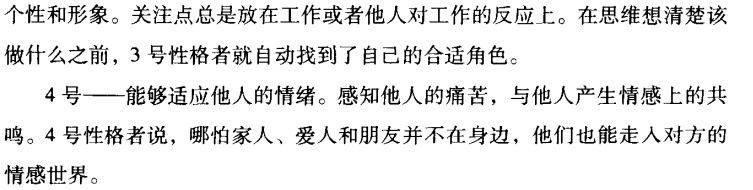 个性和形象。关注点总是放在工作或者他人对工作的反应上。在思维想清楚该
做什么之前，3 号性格者就自动找到了自己的合适角色。
4 号——能够适应他人的情绪。感知他人的痛苦，与他人产生情感上的共
鸣。4 号性格者说，哪怕家人、爱人和朋友并不在身边，他们也能走入对方的
情感世界。